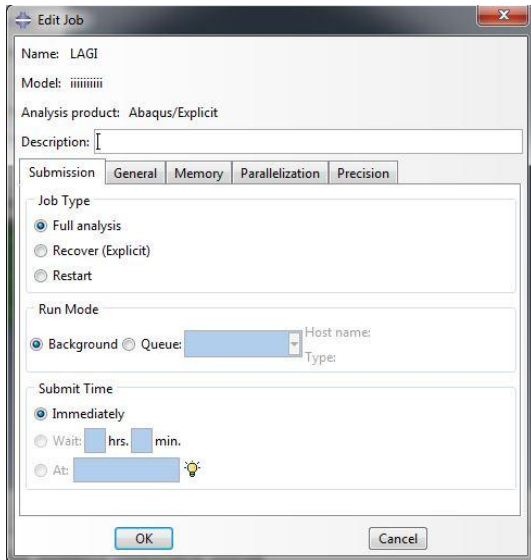 Edit Job
Name: LAGI
Model: iiiiiiiiii
Analysis product: Abaqus/Explicit
Description:
Submission General Memory Parallelization Precision
Job Type
Full analysis
Recover (Explicit)
Restart
Run Mode
Background Queue: Host name:
Type:
Submit Time
Immediately
Wait: hrs. min.
At:
OK Cancel